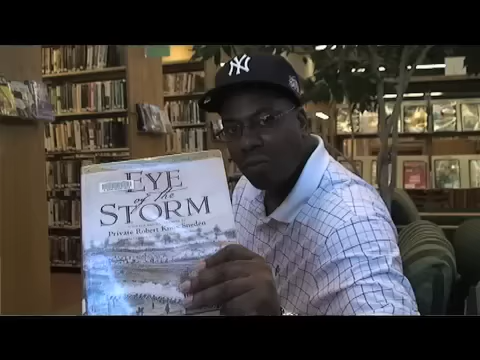 NY
EYE
of the
STORM
Private Robert Knox Sneden